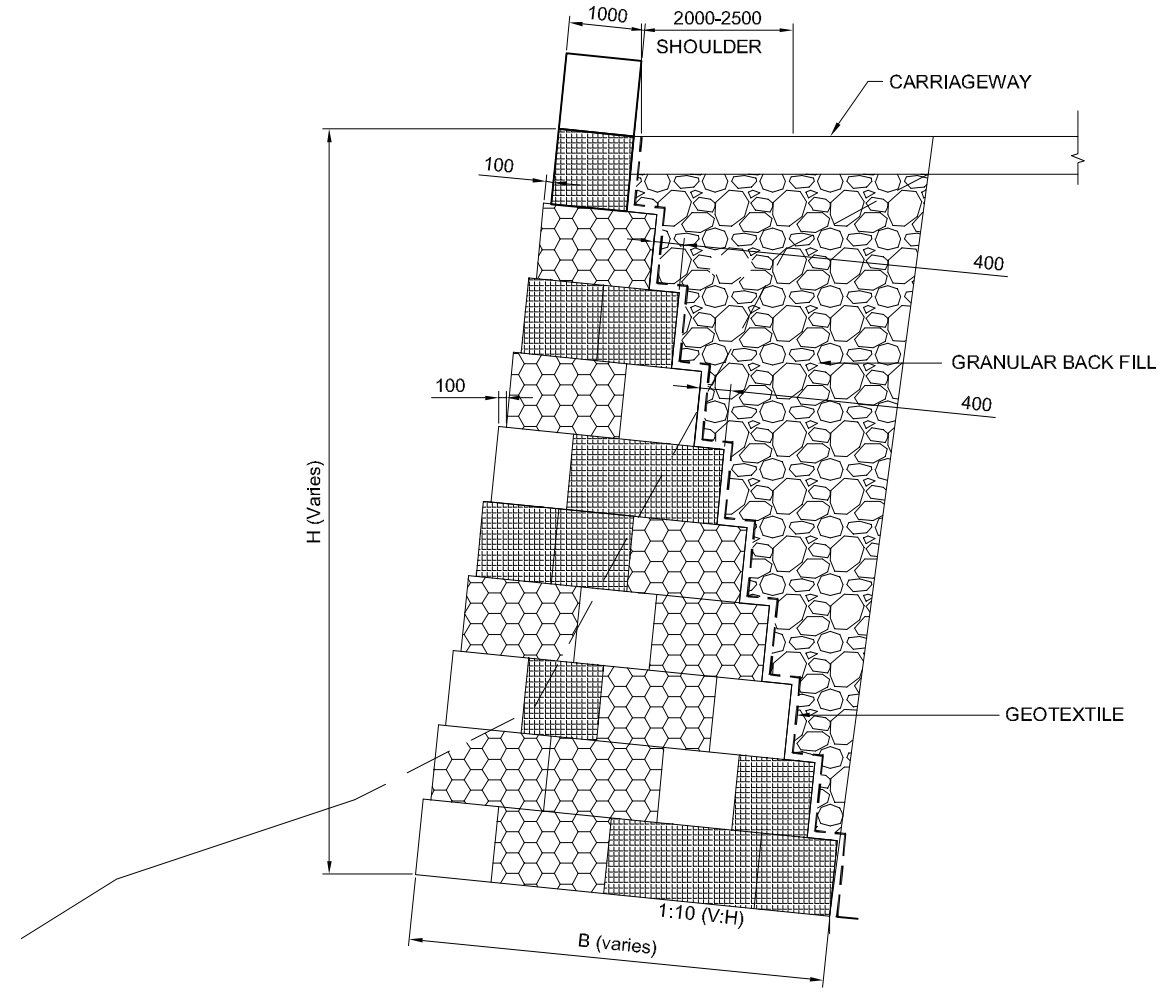 1000
2000-2500
SHOULDER
CARRIAGEWAY
100
400
GRANULAR BACK FILL
100
400
H (Varies)
GEOTEXTILE
1:10 (V:H)
B (varies)